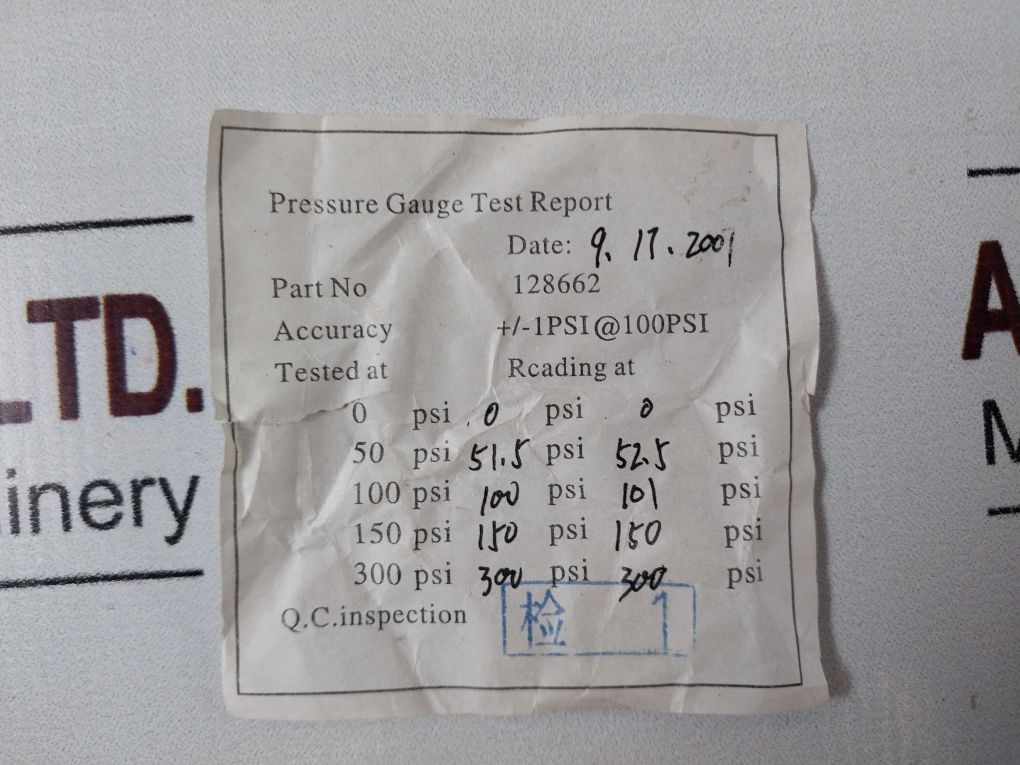 Pressure Gauge Test Report
Date: 9. 17. 2001
Part No 128662
Accuracy +/-1PSI@100PSI
Tested at Rcading at
0 psi 0 psi 0 psi
50 psi 51.5 psi 52.5 psi
100 psi 100 psi 101 psi
150 psi 150 psi 150 psi
300 psi 300 psi 300 psi
Q.C.inspection 检 1
LTD.
inery
A
M